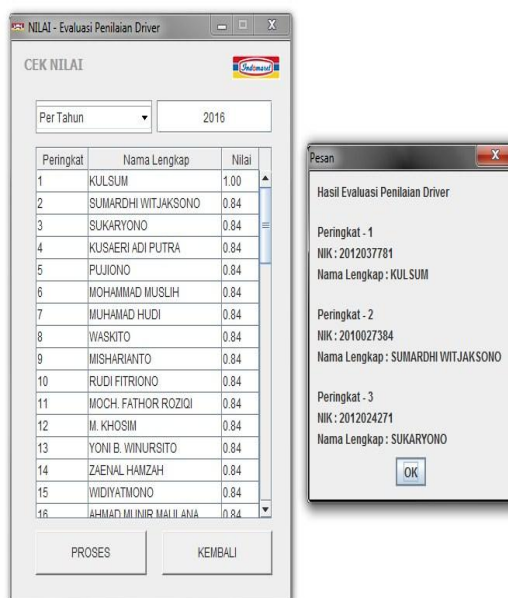 NILAI - Evaluasi Penilaian Driver
X
CEK NILAI
Indomaret
Per Tahun
2016
Peringkat Nama Lengkap Nilai
1 KULSUM 1.00
2 SUMARDHI WITJAKSONO 0.84
3 SUKARYONO 0.84
4 KUSAERI ADI PUTRA 0.84
5 PUJIONO 0.84
6 MOHAMMAD MUSLIH 0.84
7 MUHAMAD HUDI 0.84
8 WASKITO 0.84
9 MISHARIANTO 0.84
10 RUDI FITRIONO 0.84
11 MOCH. FATHOR ROZIQI 0.84
12 M. KHOSIM 0.84
13 YONI B. WINURSITO 0.84
14 ZAENAL HAMZAH 0.84
15 WIDIYATMONO 0.84
16 AHMAD MUNIR MAULANA 0.84
PROSES
KEMBALI
Pesan
X
Hasil Evaluasi Penilaian Driver
Peringkat - 1
NIK : 2012037781
Nama Lengkap : KULSUM
Peringkat - 2
NIK : 2010027384
Nama Lengkap : SUMARDHI WITJAKSONO
Peringkat - 3
NIK : 2012024271
Nama Lengkap : SUKARYONO
OK